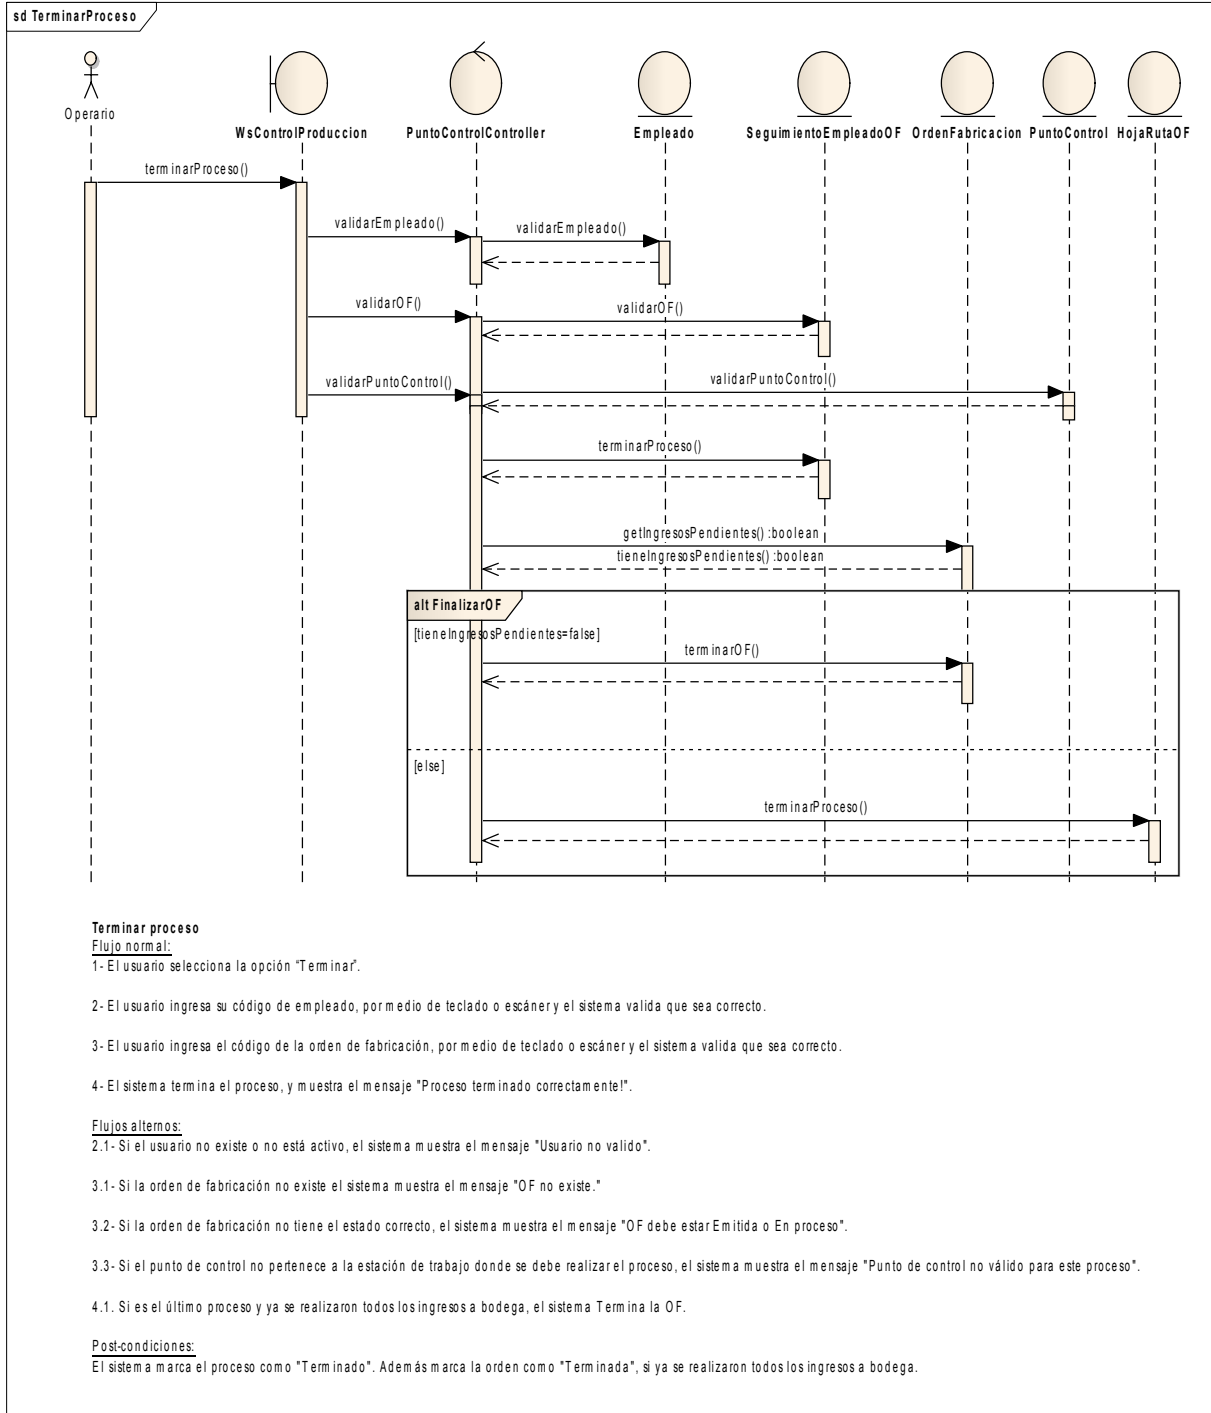 sd TerminarProceso
Operario
WsControlProduccion
PuntoControlController
Empleado
SeguimientoEmpleadoOF
OrdenFabricacion
PuntoControl
HojaRutaOF
terminarProceso()
validarEmpleado()
validarEmpleado()
validarOF()
validarOF()
validarPuntoControl()
validarPuntoControl()
terminarProceso()
getIngresosPendientes() :boolean
tieneIngresosPendientes() :boolean
alt FinalizarOF
[tieneIngresosPendientes=false]
terminarOF()
[else]
terminarProceso()
Terminar proceso
Flujo normal:
1- El usuario selecciona la opción “Terminar”.
2- El usuario ingresa su código de empleado, por medio de teclado o escáner y el sistema valida que sea correcto.
3- El usuario ingresa el código de la orden de fabricación, por medio de teclado o escáner y el sistema valida que sea correcto.
4- El sistema termina el proceso, y muestra el mensaje "Proceso terminado correctamente!".
Flujos alternos:
2.1- Si el usuario no existe o no está activo, el sistema muestra el mensaje "Usuario no valido".
3.1- Si la orden de fabricación no existe el sistema muestra el mensaje "OF no existe."
3.2- Si la orden de fabricación no tiene el estado correcto, el sistema muestra el mensaje "OF debe estar Emitida o En proceso".
3.3- Si el punto de control no pertenece a la estación de trabajo donde se debe realizar el proceso, el sistema muestra el mensaje "Punto de control no válido para este proceso".
4.1. Si es el último proceso y ya se realizaron todos los ingresos a bodega, el sistema Termina la OF.
Post-condiciones:
El sistema marca el proceso como "Terminado". Además marca la orden como "Terminada", si ya se realizaron todos los ingresos a bodega.